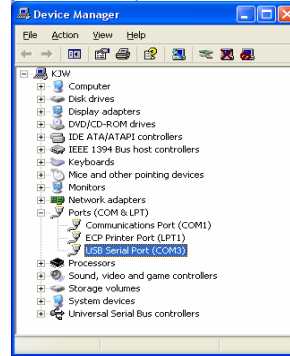 Device Manager
File Action View Help
KJW
Computer
Disk drives
Display adapters
DVD/CD-ROM drives
IDE ATA/ATAPI controllers
IEEE 1394 Bus host controllers
Keyboards
Mice and other pointing devices
Monitors
Network adapters
Ports (COM & LPT)
Communications Port (COM1)
ECP Printer Port (LPT1)
USB Serial Port (COM3)
Processors
Sound, video and game controllers
Storage volumes
System devices
Universal Serial Bus controllers